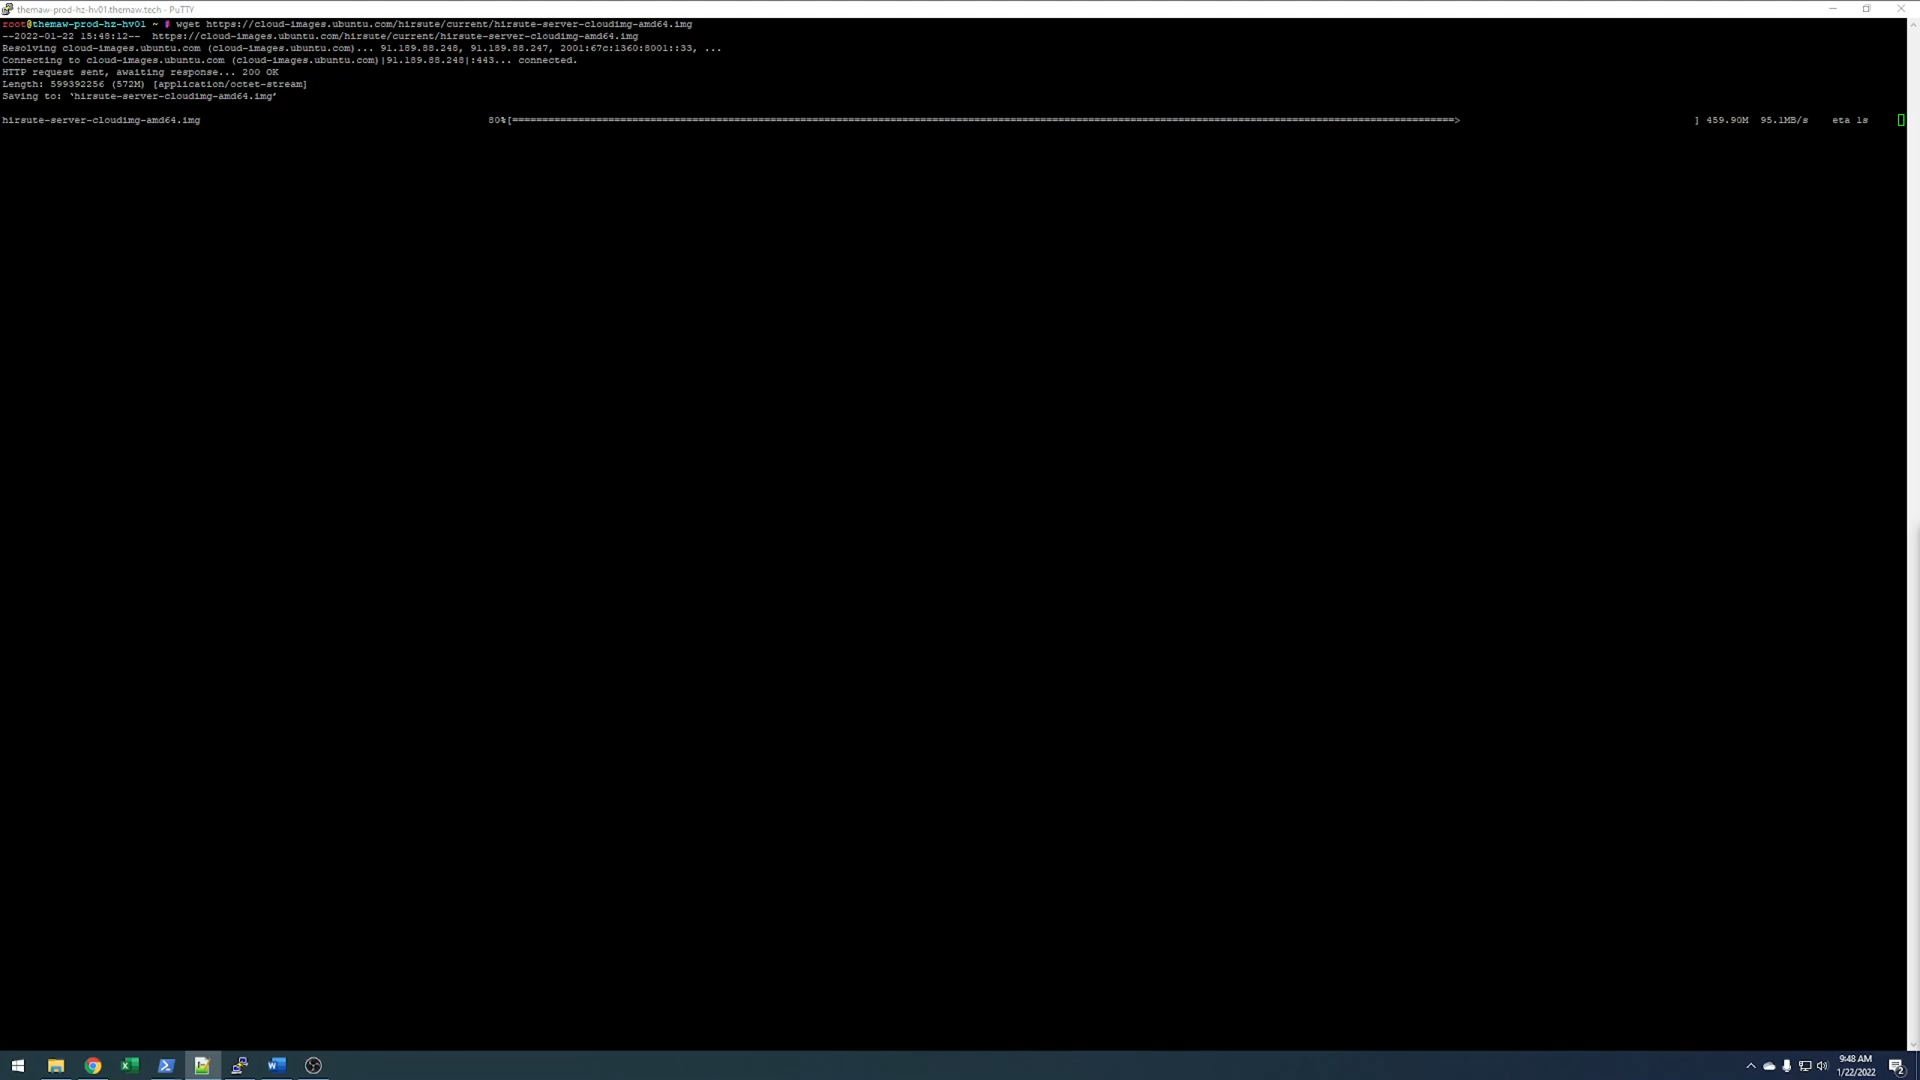 themaw-prod-hz-hv01.themaw.tech - PuTTY
root@themaw-prod-hz-hv01 ~ # wget https://cloud-images.ubuntu.com/hirsute/current/hirsute-server-cloudimg-amd64.img
--2022-01-22 15:48:12--  https://cloud-images.ubuntu.com/hirsute/current/hirsute-server-cloudimg-amd64.img
Resolving cloud-images.ubuntu.com (cloud-images.ubuntu.com)... 91.189.88.248, 91.189.88.247, 2001:67c:1360:8001::33, ...
Connecting to cloud-images.ubuntu.com (cloud-images.ubuntu.com)|91.189.88.248|:443... connected.
HTTP request sent, awaiting response... 200 OK
Length: 599392256 (572M) [application/octet-stream]
Saving to: ‘hirsute-server-cloudimg-amd64.img’
hirsute-server-cloudimg-amd64.img 80%[=====================================================> ] 459.90M 95.1MB/s eta 1s
9:48 AM
1/22/2022
2